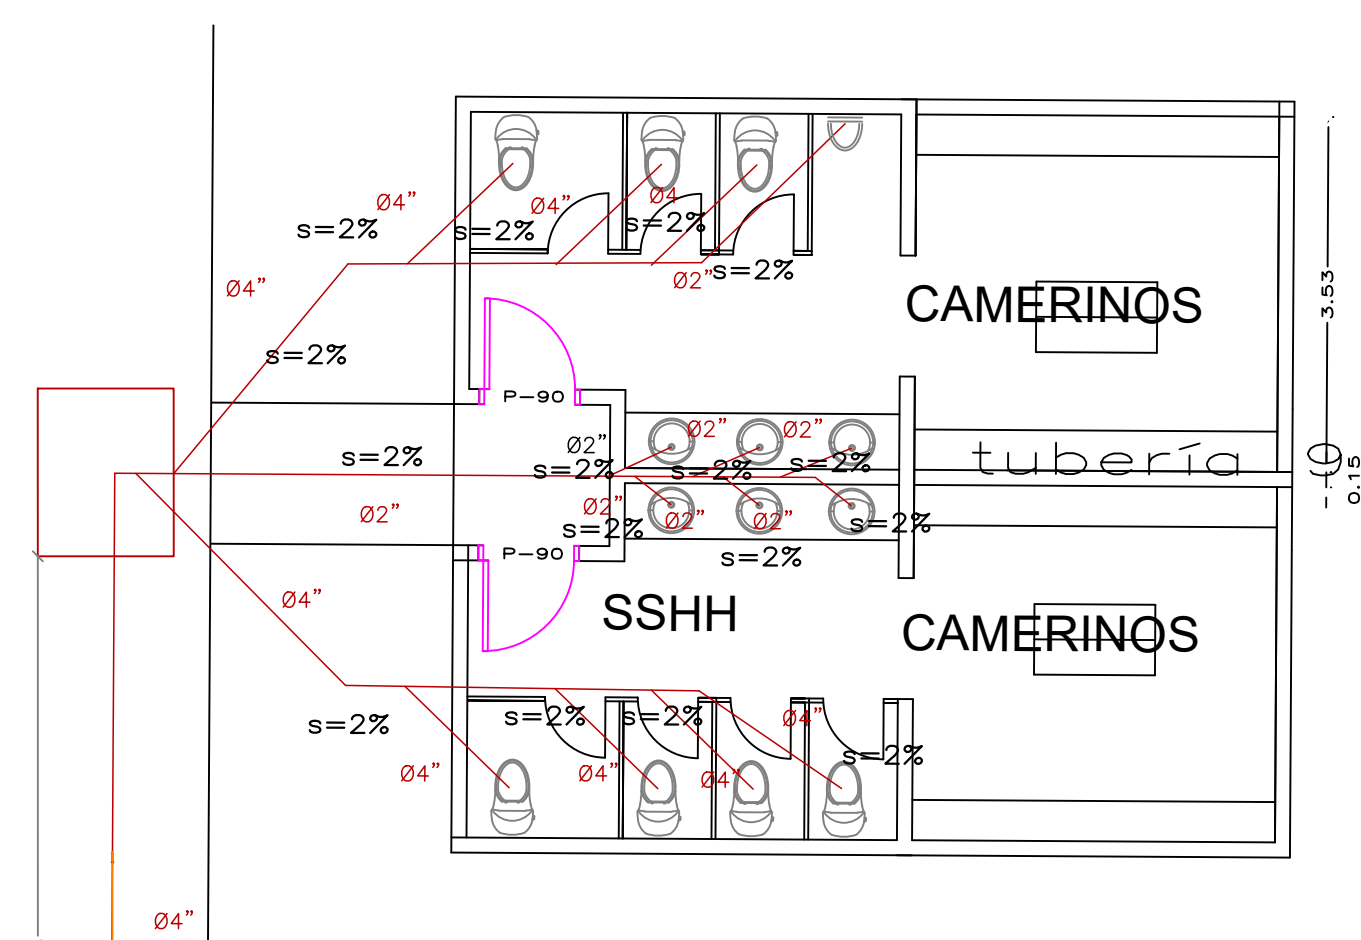 Ø4”
Ø4”
Ø4
s=2%
s=2%
s=2%
Ø2”
s=2%
Ø4”
CAMERINOS
3.53
s=2%
P-90
Ø2”
Ø2”
Ø2”
s=2%
s=2%
s=2%
s=2%
tubería
0.15
Ø2”
Ø2”
Ø2”
Ø2”
s=2%
s=2%
P-90
s=2%
Ø4”
SSHH
CAMERINOS
s=2%
s=2%
s=2%
Ø4”
s=2%
Ø4”
Ø4”
Ø4”
Ø4”